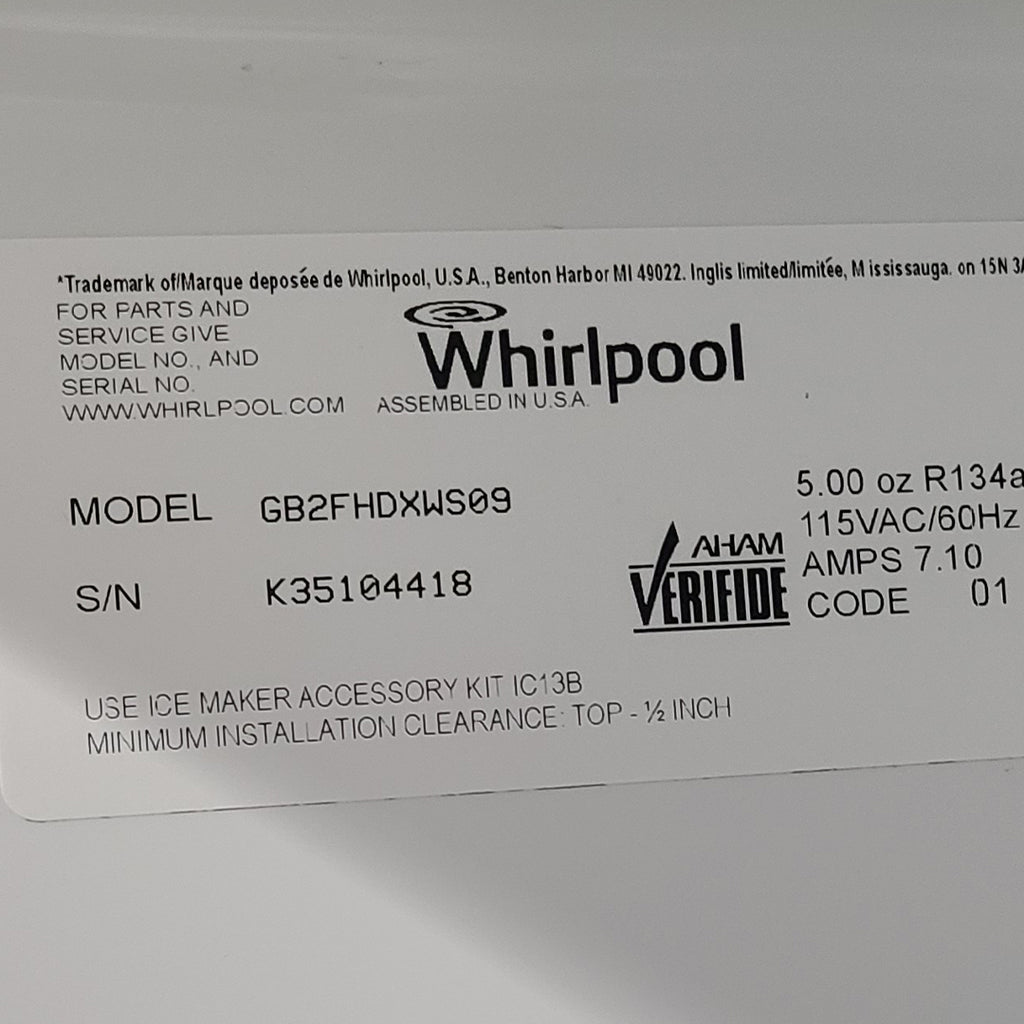 *Trademark of/Marque deposée de Whirlpool, U.S.A., Benton Harbor MI 49022. Inglis limited/limitée, M ississauga. on 15N
FOR PARTS AND
SERVICE GIVE
MODEL NO., AND
SERIAL NO.
WWW.WHIRLPOOL.COM
Whirlpool
ASSEMBLED IN U.S.A.
MODEL GB2FHDXWS09
S/N K35104418
AHAM
VERIFIDE
5.00 oz R134a
115VAC/60Hz
AMPS 7.10
CODE 01
USE ICE MAKER ACCESSORY KIT IC13B
MINIMUM INSTALLATION CLEARANCE: TOP - ½ INCH